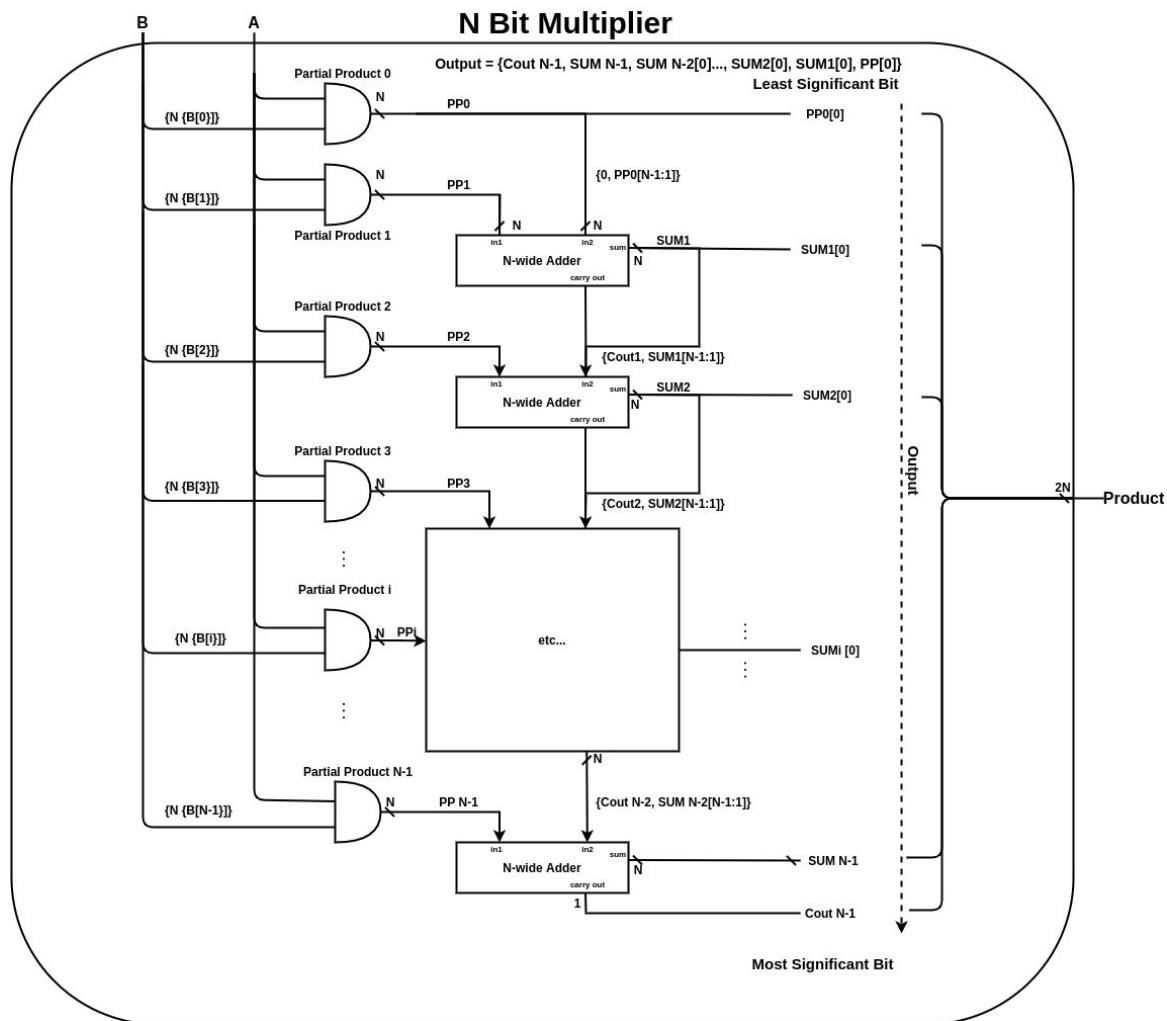 N Bit Multiplier
B
A
Output = {Cout N-1, SUM N-1, SUM N-2[0]..., SUM2[0], SUM1[0], PP[0]}
Least Significant Bit
Partial Product 0
{N {B[0]}]}
N
PP0
PP0[0]
{0, PP0[N-1:1]}
{N {B[1]}]}
N
PP1
Partial Product 1
N
N
in1
in2
sum
N-wide Adder
carry out
SUM1
N
SUM1[0]
Partial Product 2
{N {B[2]}]}
N
PP2
{Cout1, SUM1[N-1:1]}
in1
in2
sum
N-wide Adder
carry out
SUM2
N
SUM2[0]
Partial Product 3
{N {B[3]}]}
N
PP3
{Cout2, SUM2[N-1:1]}
Output
2N
Product
Partial Product i
{N {B[i}]}
N
PPi
etc...
SUMi [0]
N
Partial Product N-1
{N {B[N-1}]}
N
PP N-1
{Cout N-2, SUM N-2[N-1:1]}
in1
in2
sum
N-wide Adder
carry out
N
SUM N-1
1
Cout N-1
Most Significant Bit